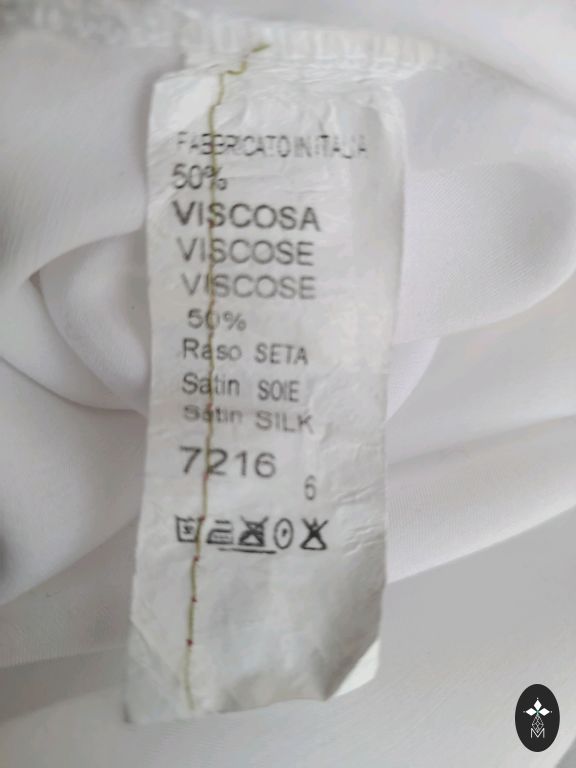 FABBRICATO IN ITALIA
50%
VISCOSA
VISCOSE
VISCOSE
50%
Raso SETA
Satin SOIE
Satin SILK
7216
6
M